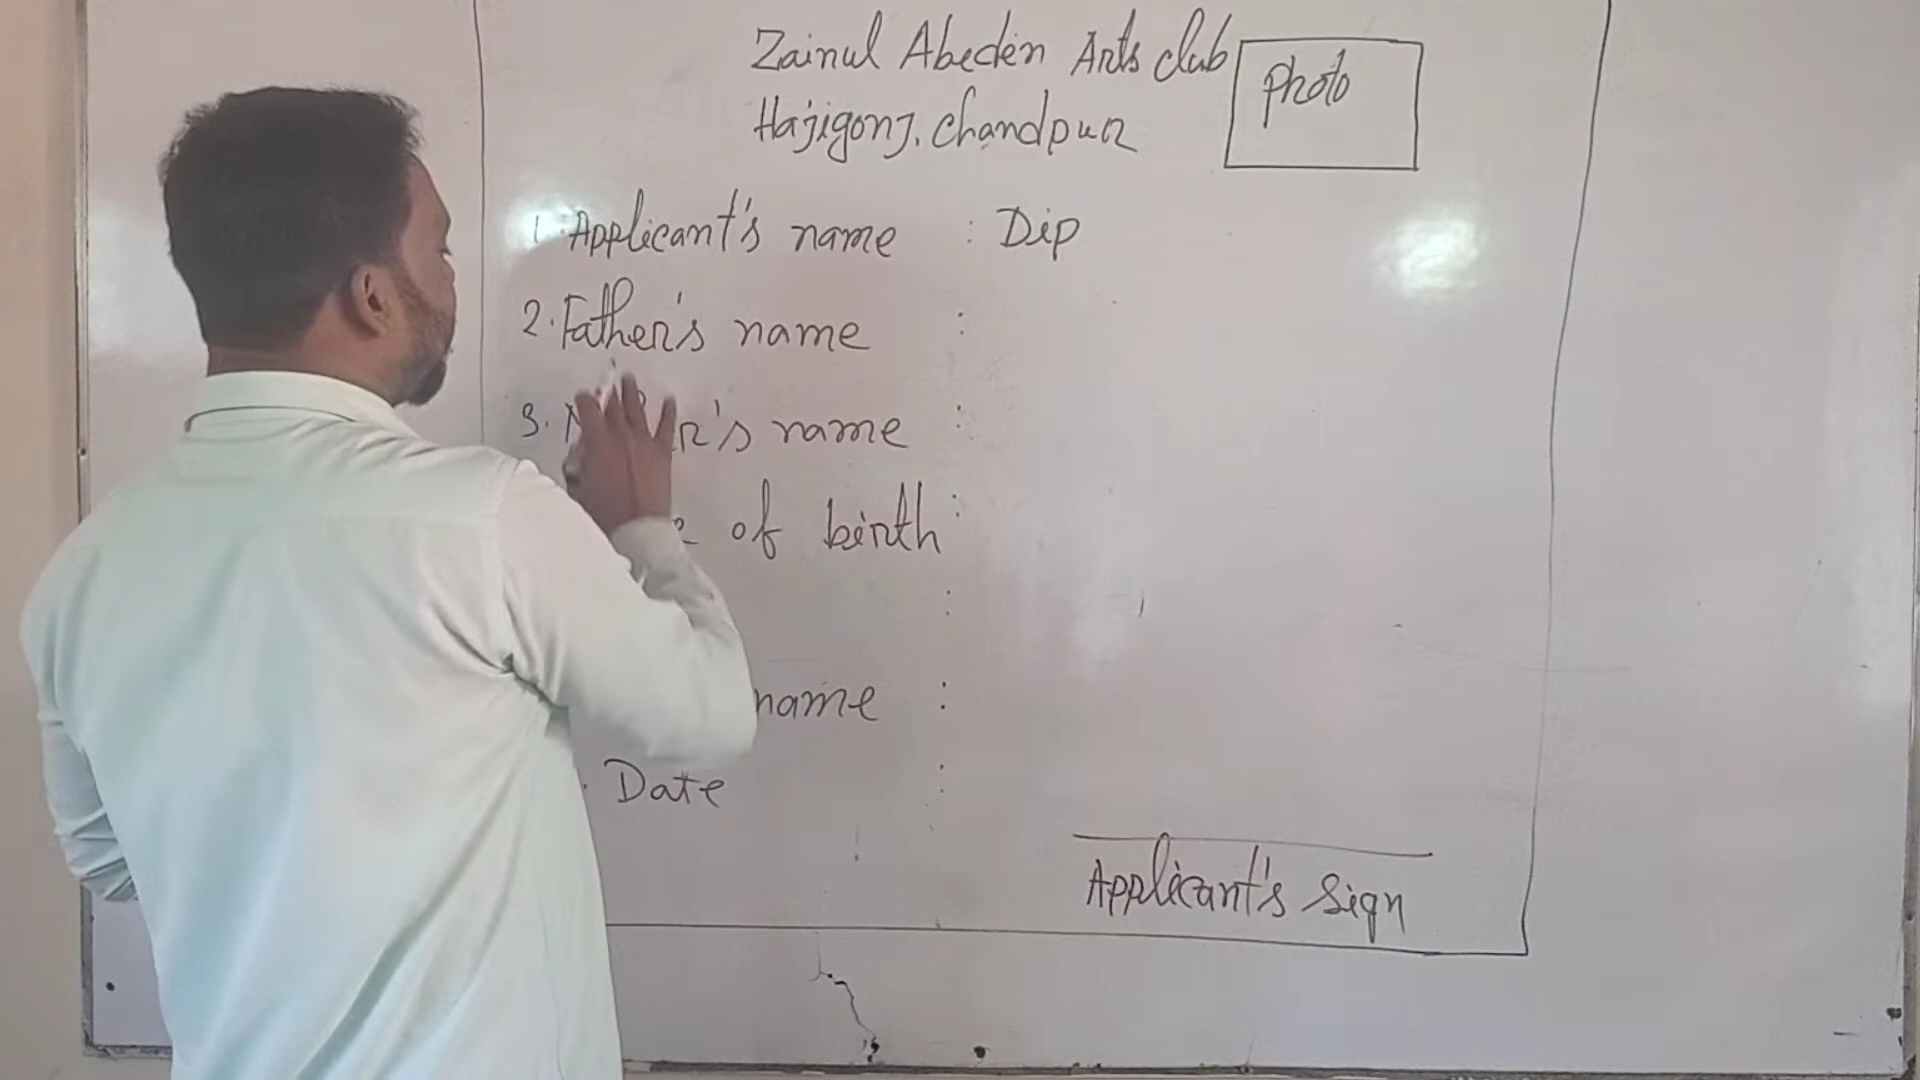 Zainul Abedin Arts club
Photo
Hajigonj, Chandpur
1. Applicant's name : Dip
2. Father's name :
3. name :
of birth :
:
name :
Date :
Applicant's Sign